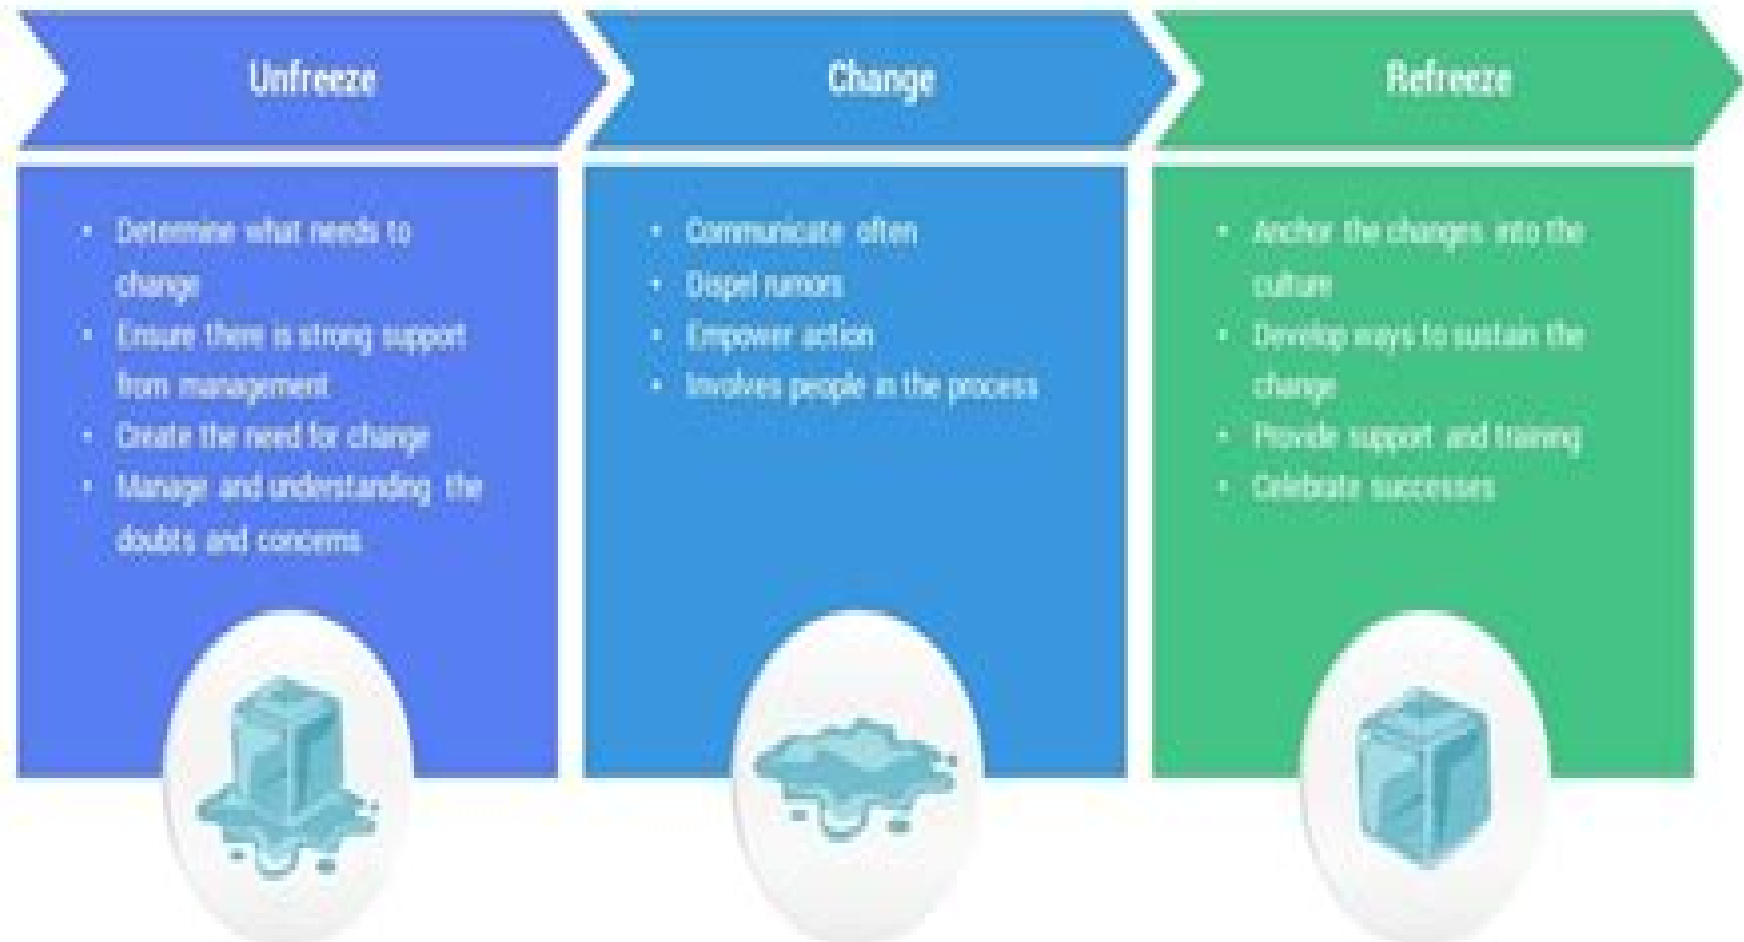 Unfreeze
Change
Refreeze
• Determine what needs to
change
• Ensure there is strong support
from management
• Create the need for change
• Manage and understanding the
doubts and concerns
• Communicate often
• Dispel rumors
• Empower action
• Involves people in the process
• Anchor the changes into the
culture
• Develop ways to sustain the
change
• Provide support and training
• Celebrate successes